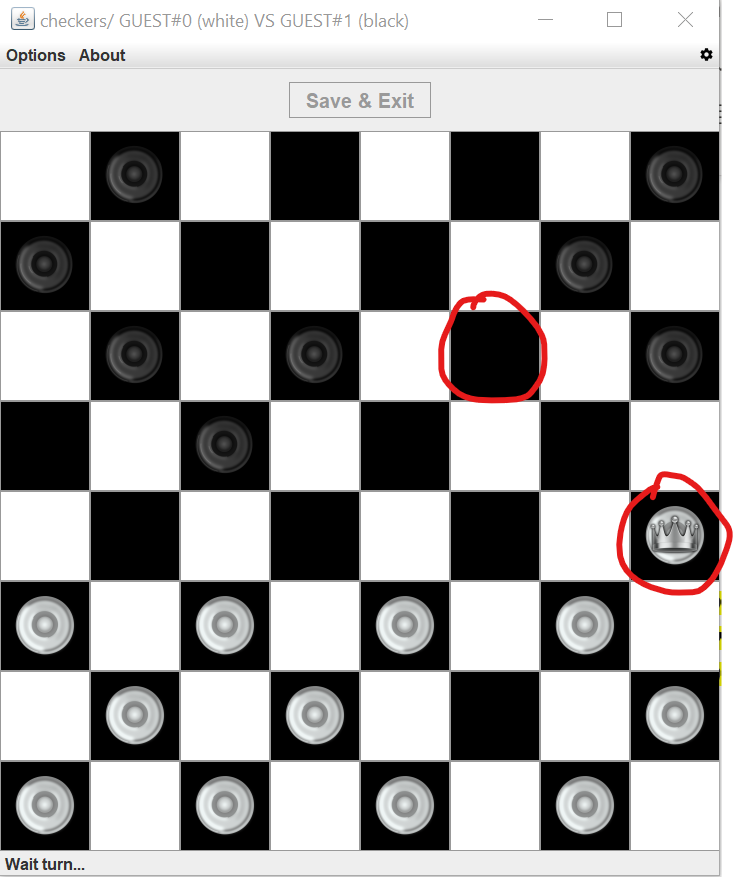 checkers/ GUEST#0 (white) VS GUEST#1 (black)
Options About
Save & Exit
Wait turn...